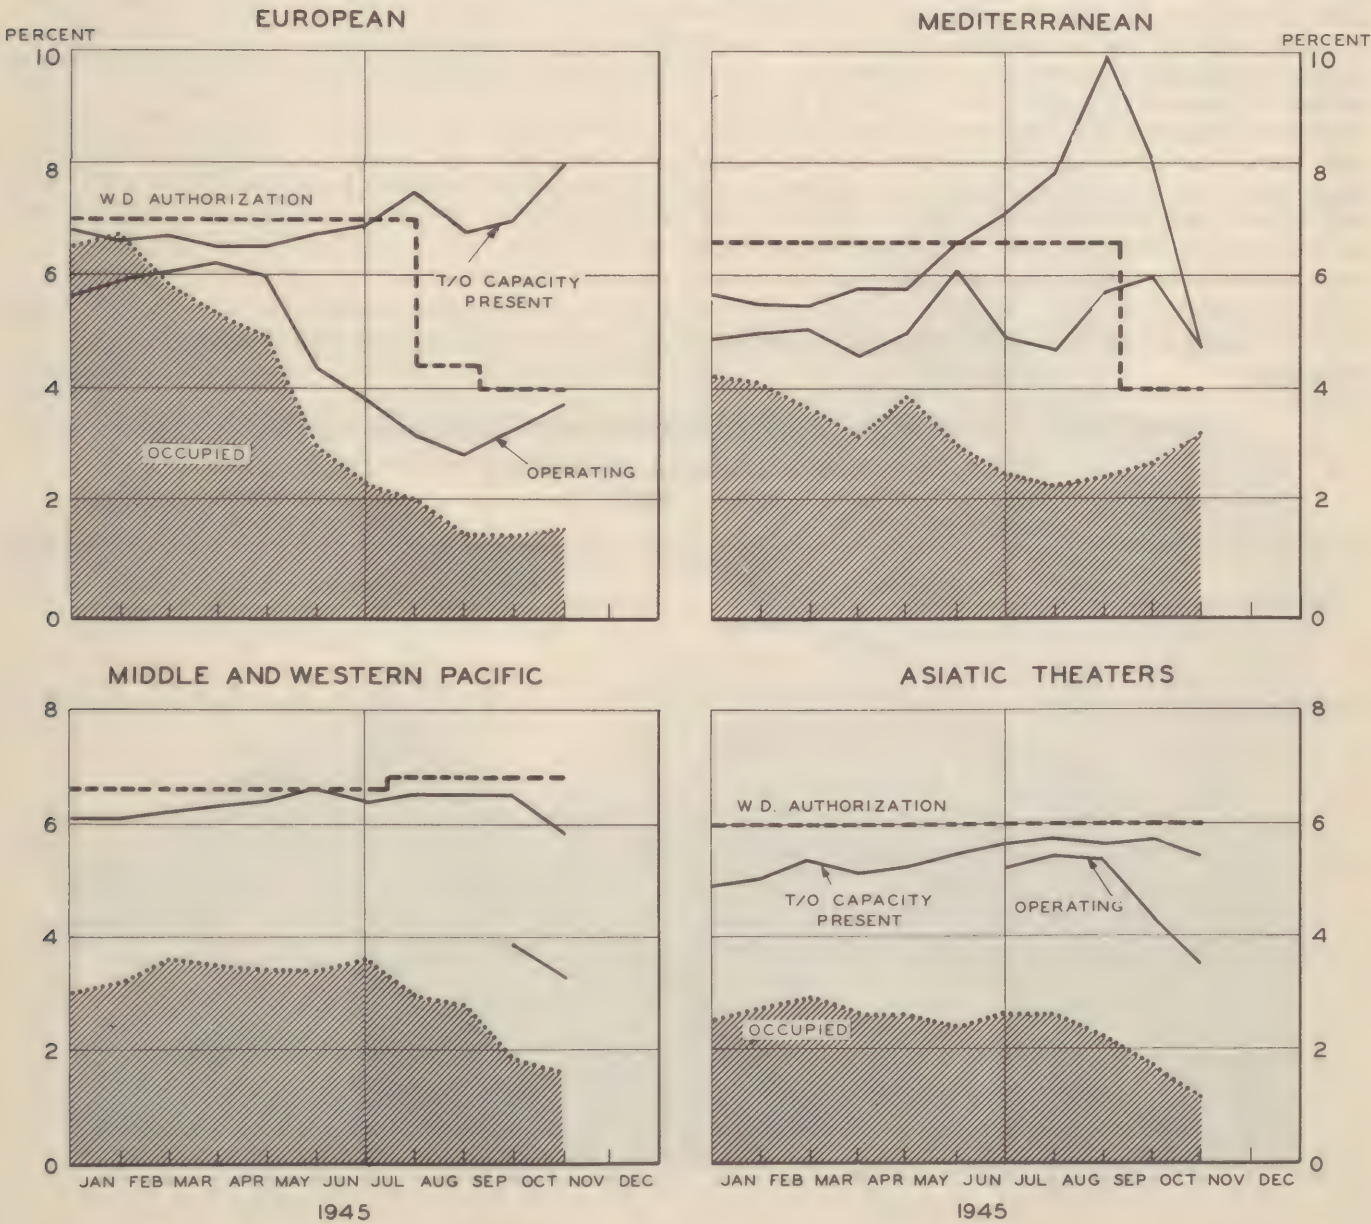 EUROPEAN
PERCENT
10
8
6
4
2
0
W D AUTHORIZATION
T/O CAPACITY
PRESENT
OCCUPIED
OPERATING
MEDITERRANEAN
PERCENT
10
8
6
4
2
0
MIDDLE AND WESTERN PACIFIC
8
6
4
2
0
JAN FEB MAR APR MAY JUN JUL AUG SEP OCT NOV DEC
1945
ASIATIC THEATERS
8
6
4
2
0
W D. AUTHORIZATION
T/O CAPACITY
PRESENT
OPERATING
OCCUPIED
JAN FEB MAR APR MAY JUN JUL AUG SEP OCT NOV DEC
1945